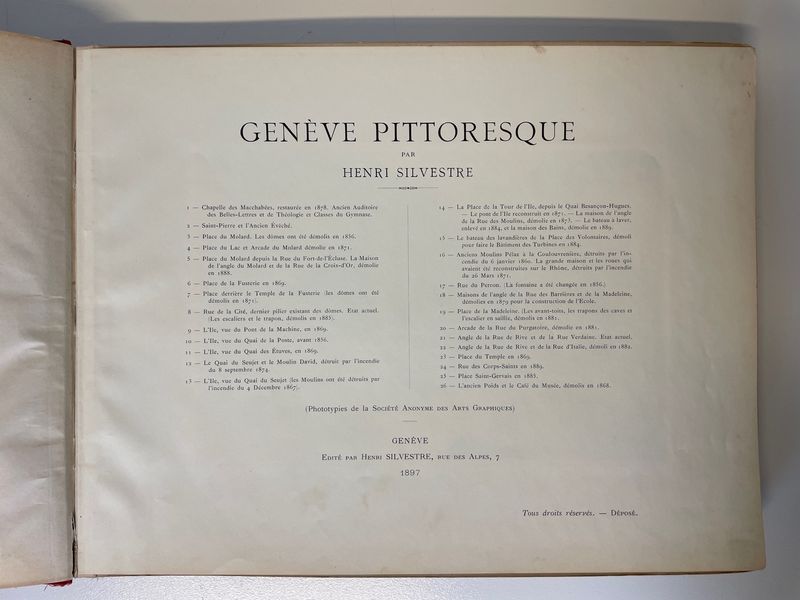 GENÈVE PITTORESQUE
PAR
HENRI SILVESTRE
1 — Chapelle des Macchabées, restaurée en 1878. Ancien Auditoire
des Belles-Lettres et de Théologie et Classes du Gymnase.
2 — Saint-Pierre et l'Ancien Évêché.
3 — Place du Molard. Les dômes ont été démolis en 1856.
4 — Place du Lac et Arcade du Molard démolie en 1871.
5 — Place du Molard depuis la Rue du Fort-de-l'Écluse. La Maison
de l'angle du Molard et de la Rue de la Croix-d'Or, démolie
en 1888.
6 — Place de la Fusterie en 1869.
7 — Place derrière le Temple de la Fusterie (les dômes ont été
démolis en 1871).
8 — Rue de la Cité, dernier pilier existant des dômes. Etat actuel.
(Les escaliers et le trapon, démolis en 1885).
9 — L'Ile, vue du Pont de la Machine, en 1869.
10 — L'Ile, vue du Quai de la Poste, avant 1856.
11 — L'Ile, vue du Quai des Étuves, en 1869.
12 — Le Quai du Seujet et le Moulin David, détruit par l'incendie
du 8 septembre 1874.
13 — L'Ile, vue du Quai du Seujet (les Moulins ont été détruits par
l'incendie du 4 Décembre 1867).
14 — La Place de la Tour de l'Ile, depuis le Quai Besançon-Hugues.
— Le pont de l'Ile reconstruit en 1871. — La maison de l'angle
de la Rue des Moulins, démolie en 1873. — Le bateau à laver,
enlevé en 1884, et la maison des Bains, démolie en 1889.
15 — Le bateau des lavandières de la Place des Volontaires, démoli
pour faire le Bâtiment des Turbines en 1884.
16 — Anciens Moulins Pélaz à la Coulouvrenière, détruits par l'in-
cendie du 6 janvier 1860. La grande maison et les roues qui
avaient été reconstruites sur le Rhône, détruits par l'incendie
du 26 Mars 1871.
17 — Rue du Perron. (La fontaine a été changée en 1856.)
18 — Maisons de l'angle de la Rue des Barrières et de la Madeleine,
démolies en 1879 pour la construction de l'École.
19 — Place de la Madeleine. (Les avant-toits, les trapons des caves et
l'escalier en saillie, démolis en 1881.
20 — Arcade de la Rue du Purgatoire, démolie en 1881.
21 — Angle de la Rue de Rive et de la Rue Verdaine. Etat actuel.
22 — Angle de la Rue de Rive et de la Rue d'Italie, démoli en 1882.
23 — Place du Temple en 1869.
24 — Rue des Corps-Saints en 1889.
25 — Place Saint-Gervais en 1885.
26 — L'ancien Poids et le Café du Musée, démolis en 1868.
(Phototypies de la Société Anonyme des Arts Graphiques)
GENÈVE
Edité par Henri SILVESTRE, rue des Alpes, 7
1897
Tous droits réservés. — Déposé.